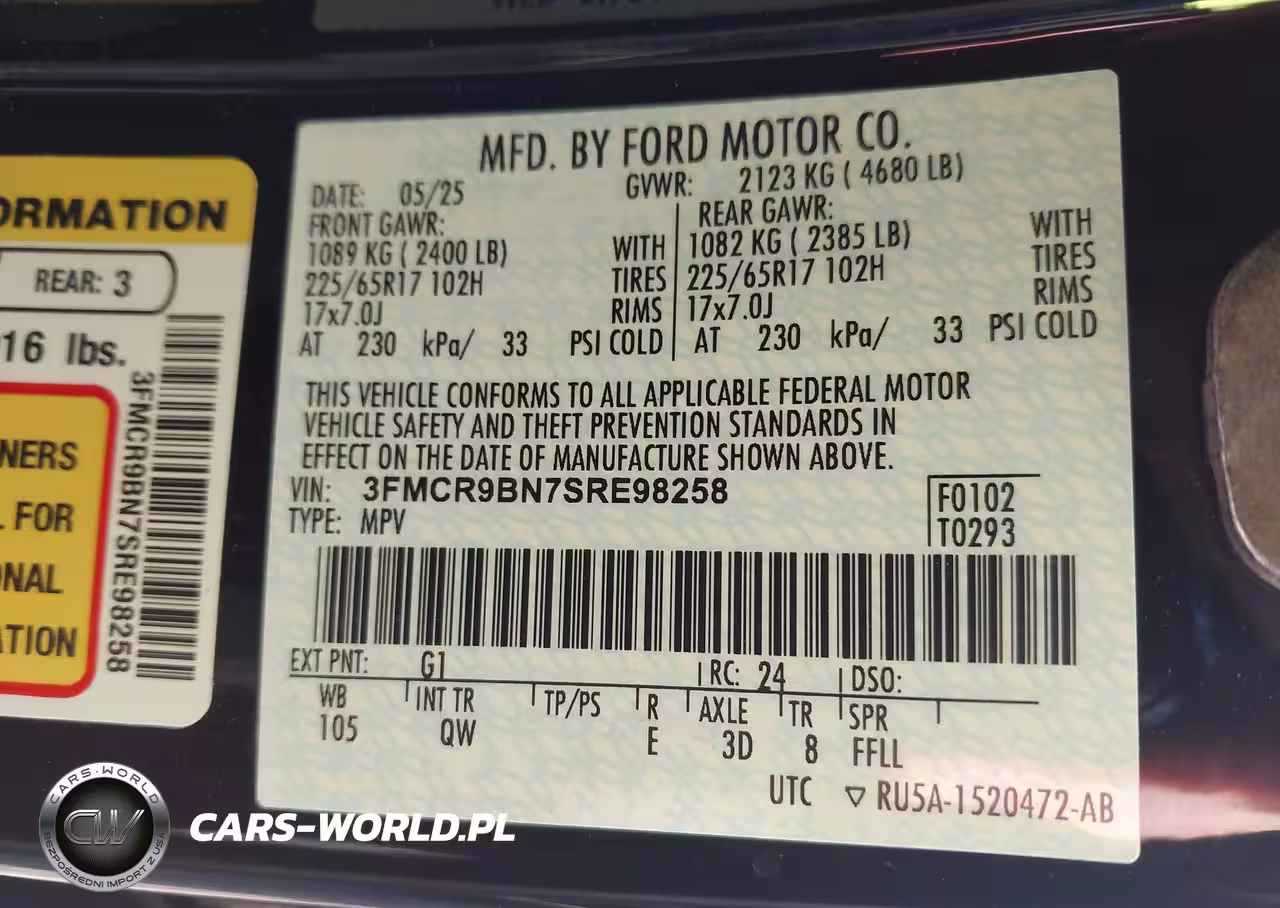 MFD. BY FORD MOTOR CO.
DATE: 05/25 GVWR: 2123 KG ( 4680 LB)
FRONT GAWR: REAR GAWR:
1089 KG ( 2400 LB) WITH 1082 KG ( 2385 LB) WITH
225/65R17 102H TIRES 225/65R17 102H TIRES
17x7.0J RIMS 17x7.0J RIMS
AT 230 kPa/ 33 PSI COLD AT 230 kPa/ 33 PSI COLD
THIS VEHICLE CONFORMS TO ALL APPLICABLE FEDERAL MOTOR
VEHICLE SAFETY AND THEFT PREVENTION STANDARDS IN
EFFECT ON THE DATE OF MANUFACTURE SHOWN ABOVE.
VIN: 3FMCR9BN7SRE98258
TYPE: MPV
F0102
T0293
EXT PNT: G1 RC: 24 DSO:
WB INT TR TP/PS R AXLE TR SPR
105 QW E 3D 8 FFLL
UTC ▽ RU5A-1520472-AB
ORMATION
REAR: 3
16 lbs.
3FMCR9BN7SRE98258
NERS
FOR
ONAL
ATION
CARS-WORLD
CW
BEZPOŚREDNI IMPORT Z USA
CARS-WORLD.PL